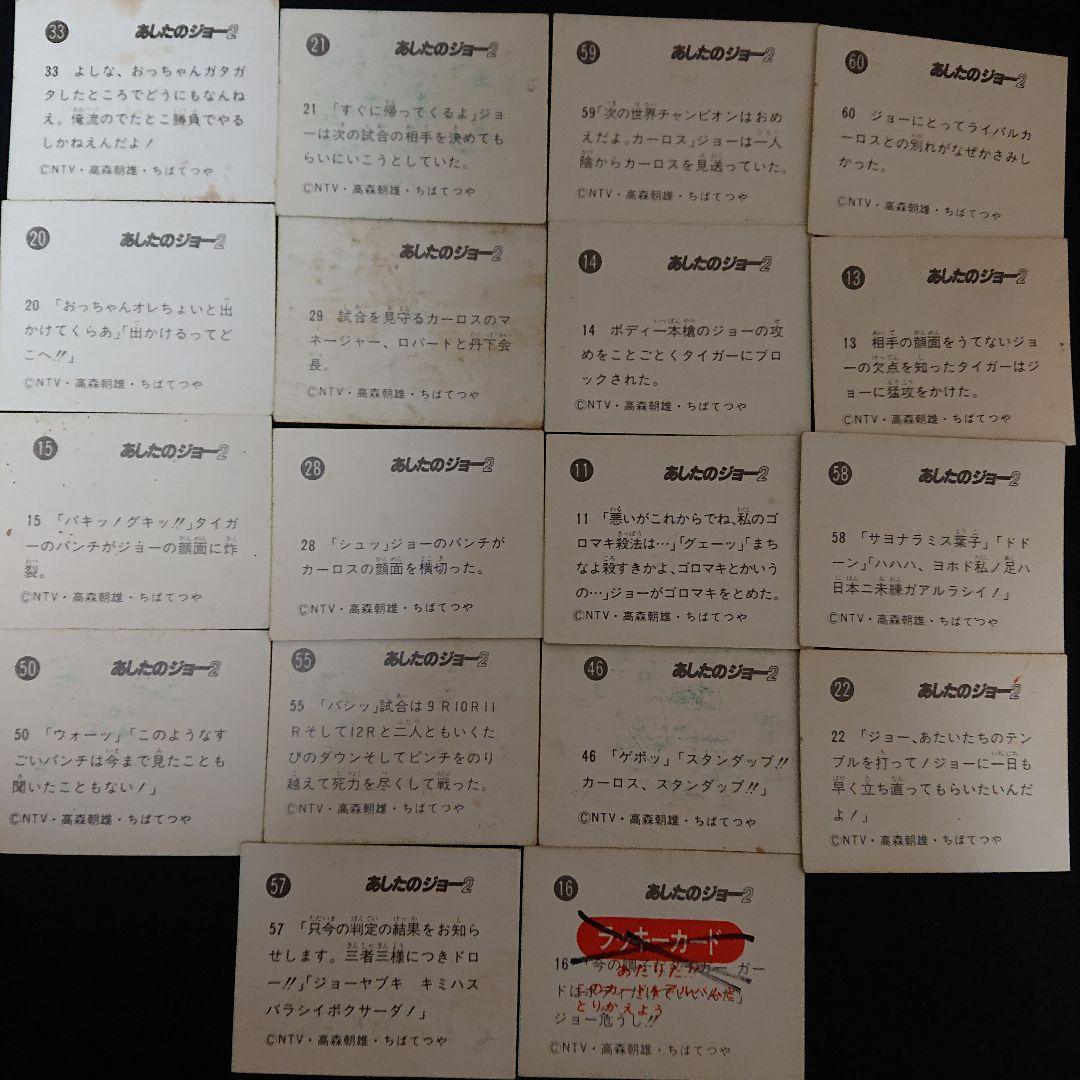 33 あしたのジョー2
33 よしな、おっちゃんガタガ
タしたところでどうにもなんね
え。俺流のでたとこ勝負でやる
しかねえんだよ!
©NTV・高森朝雄・ちばてつや
21 あしたのジョー2
21 「すぐに帰ってくるよ」ジョ
ーは次の試合の相手を決めても
らいにいこうとしていた。
©NTV・高森朝雄・ちばてつや
59 あしたのジョー2
59「次の世界チャンピオンはおめ
えだよ。カーロス」ジョーは一人
陰からカーロスを見送っていた。
©NTV・高森朝雄・ちばてつや
60 あしたのジョー2
60 ジョーにとってライバルカ
ーロスとの別れがなぜかさみし
かった。
©NTV・高森朝雄・ちばてつや
20 あしたのジョー2
20 「おっちゃんオレちょいと出
かけてくらあ」「出かけるってど
こへ!!」
©NTV・高森朝雄・ちばてつや
あしたのジョー2
29 試合を見守るカーロスのマ
ネージャー、ロバートと丹下会
長。
©NTV・高森朝雄・ちばてつや
14 あしたのジョー2
14 ボディー一本槍のジョーの攻
めをことごとくタイガーにブロ
ックされた。
©NTV・高森朝雄・ちばてつや
13 あしたのジョー2
13 相手の顔面をうてないジョ
ーの欠点を知ったタイガーはジ
ョーに猛攻をかけた。
©NTV・高森朝雄・ちばてつや
15 あしたのジョー2
15 「バキッ!グキッ!!」タイガ
ーのパンチがジョーの顔面に炸
裂。
©NTV・高森朝雄・ちばてつや
28 あしたのジョー2
28 「シュッ」ジョーのパンチが
カーロスの顔面を横切った。
©NTV・高森朝雄・ちばてつや
11 あしたのジョー2
11 「悪いがこれからでね、私のゴ
ロマキ殺法は…」「グェーッ」「まち
なよ殺すきかよ、ゴロマキとかいう
の…」ジョーがゴロマキをとめた。
©NTV・高森朝雄・ちばてつや
58 あしたのジョー2
58 「サヨナラミス葉子」「ドド
ーン」「ハハハ、ヨホド私ノ足ハ
日本ニ未練ガアルラシイ!」
©NTV・高森朝雄・ちばてつや
50 あしたのジョー2
50 「ウォーッ」「このようなす
ごいパンチは今まで見たことも
聞いたこともない!」
©NTV・高森朝雄・ちばてつや
55 あしたのジョー2
55 「バシッ」試合は9R10R11
Rそして12Rと二人ともいくた
びのダウンそしてピンチをのり
越えて死力を尽くして戦った。
©NTV・高森朝雄・ちばてつや
46 あしたのジョー2
46 「ゲボッ」「スタンダップ!!
カーロス、スタンダップ!!」
©NTV・高森朝雄・ちばてつや
22 あしたのジョー2
22 「ジョー、あたいたちのテン
プルを打って!ジョーに一日も
早く立ち直ってもらいたいんだ
よ!」
©NTV・高森朝雄・ちばてつや
57 あしたのジョー2
57 「只今の判定の結果をお知ら
せします。三者三様につきドロ
ー!!」「ジョーヤブキ キミハス
バラシイボクサーダ!」
©NTV・高森朝雄・ちばてつや
16 あしたのジョー2
ラッキーカード
16 「今の調
あたりだ
ドはボディだけでいいんだ」
このカードをアルバムと
とりかえよう
ジョー危うし!!
©NTV・高森朝雄・ちばてつや